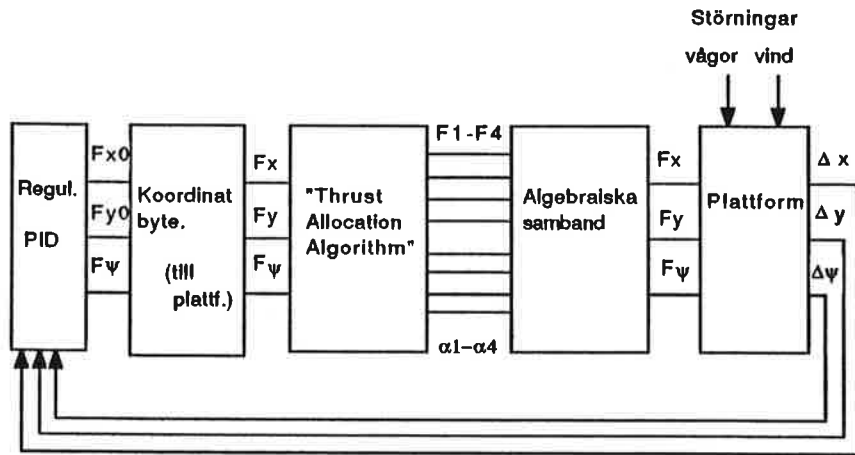 Störningar
vågor vind
Regul.
PID
Fx0
Fy0
Fψ
Koordinat
byte.
(till
plattf.)
Fx
Fy
Fψ
"Thrust
Allocation
Algorithm"
F1-F4
α1–α4
Algebraiska
samband
Fx
Fy
Fψ
Plattform
Δ x
Δ y
Δψ